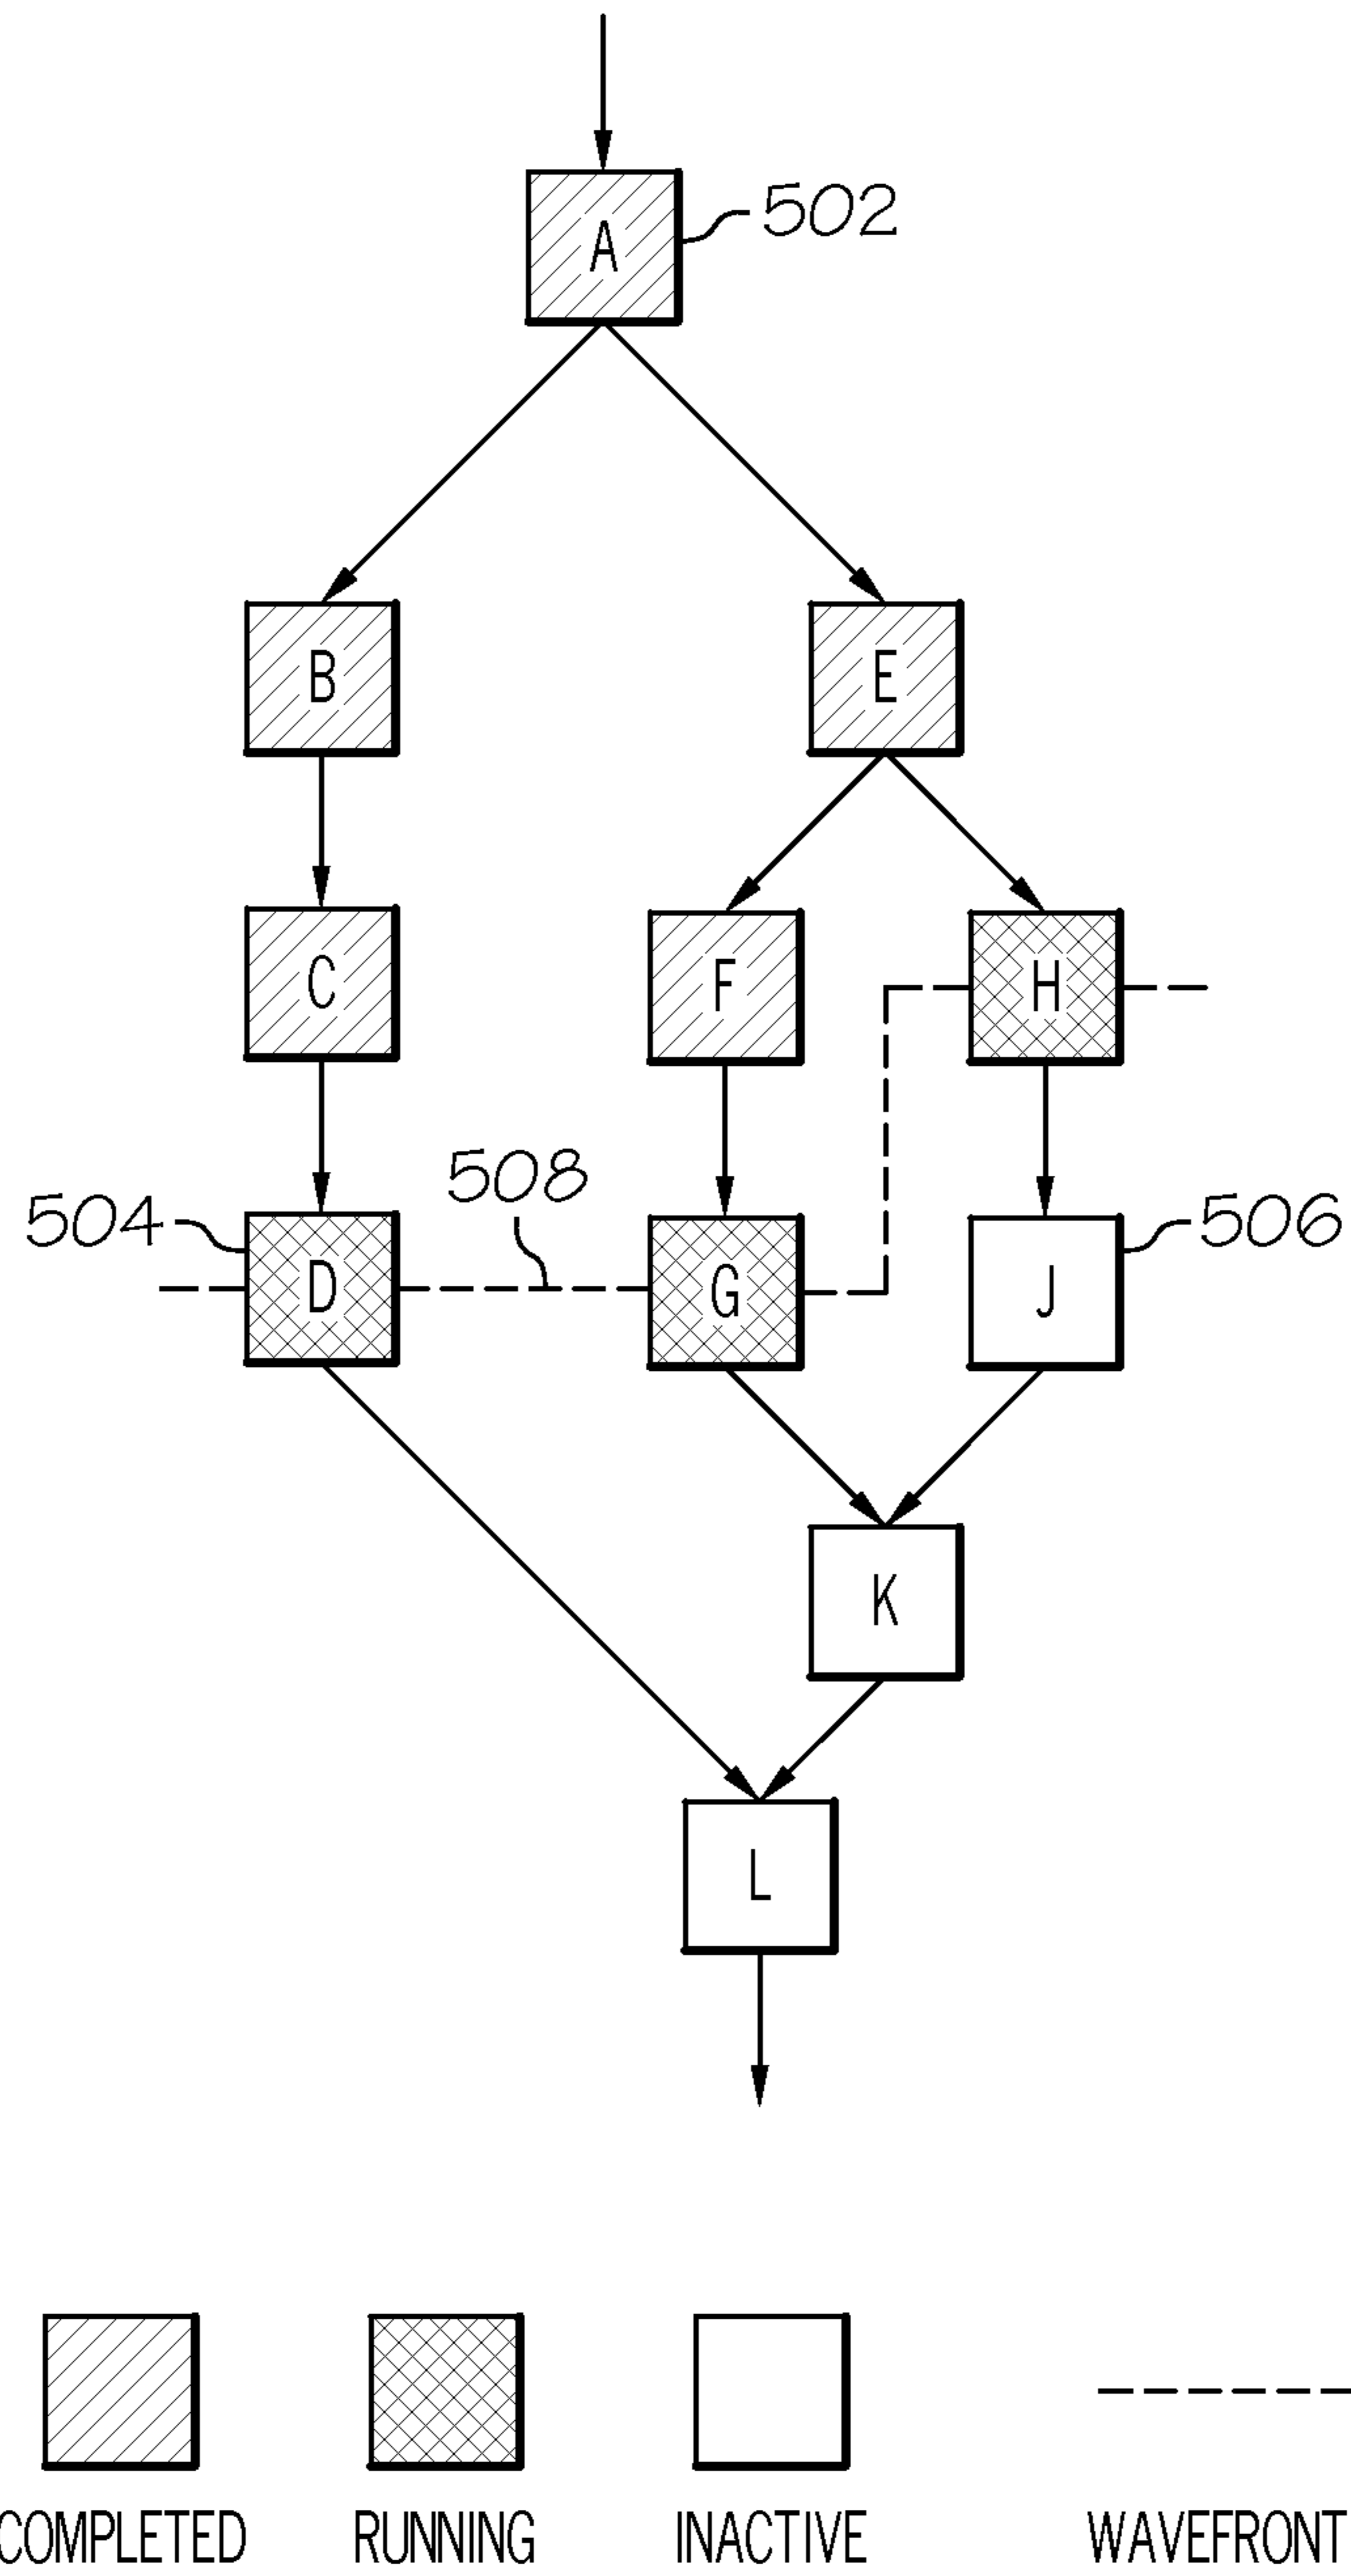 A
502
B
E
C
F
H
508
504
D
G
J
506
K
L
COMPLETED
RUNNING
INACTIVE
WAVEFRONT